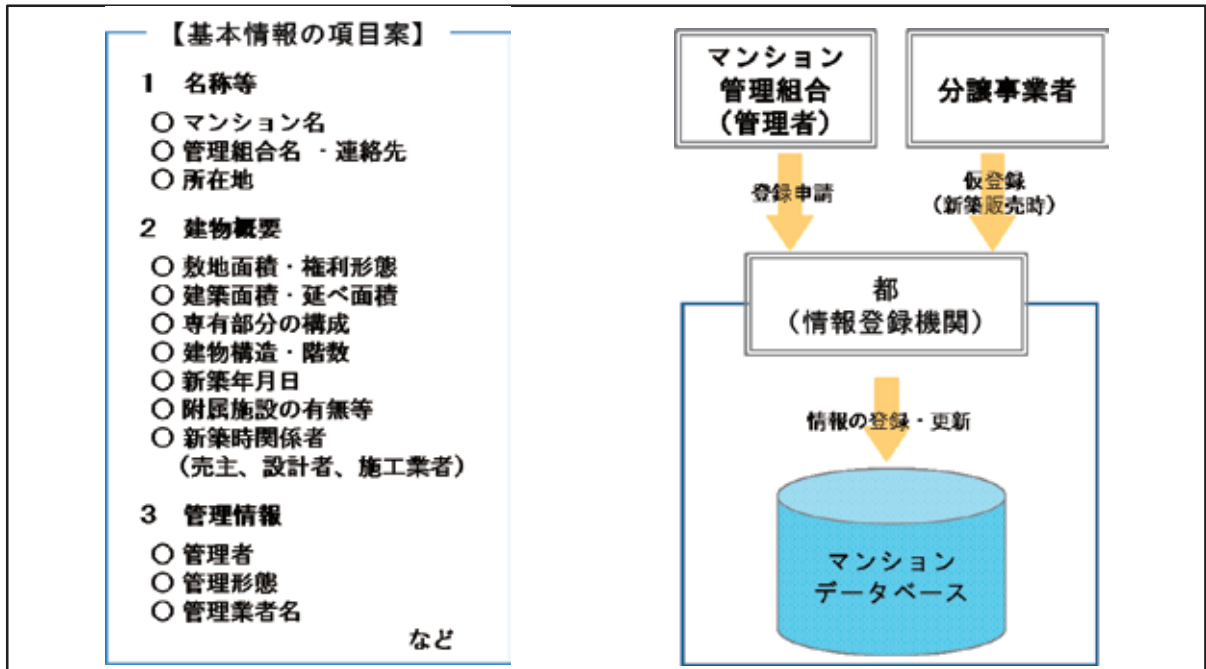 【基本情報の項目案】
1 名称等
○ マンション名
○ 管理組合名 ・連絡先
○ 所在地
2 建物概要
○ 敷地面積・権利形態
○ 建築面積・延べ面積
○ 専有部分の構成
○ 建物構造・階数
○ 新築年月日
○ 附属施設の有無等
○ 新築時関係者
(売主、設計者、施工業者)
3 管理情報
○ 管理者
○ 管理形態
○ 管理業者名
など
マンション
管理組合
(管理者)
分譲事業者
登録申請
仮登録
(新築販売時)
都
(情報登録機関)
情報の登録・更新
マンション
データベース